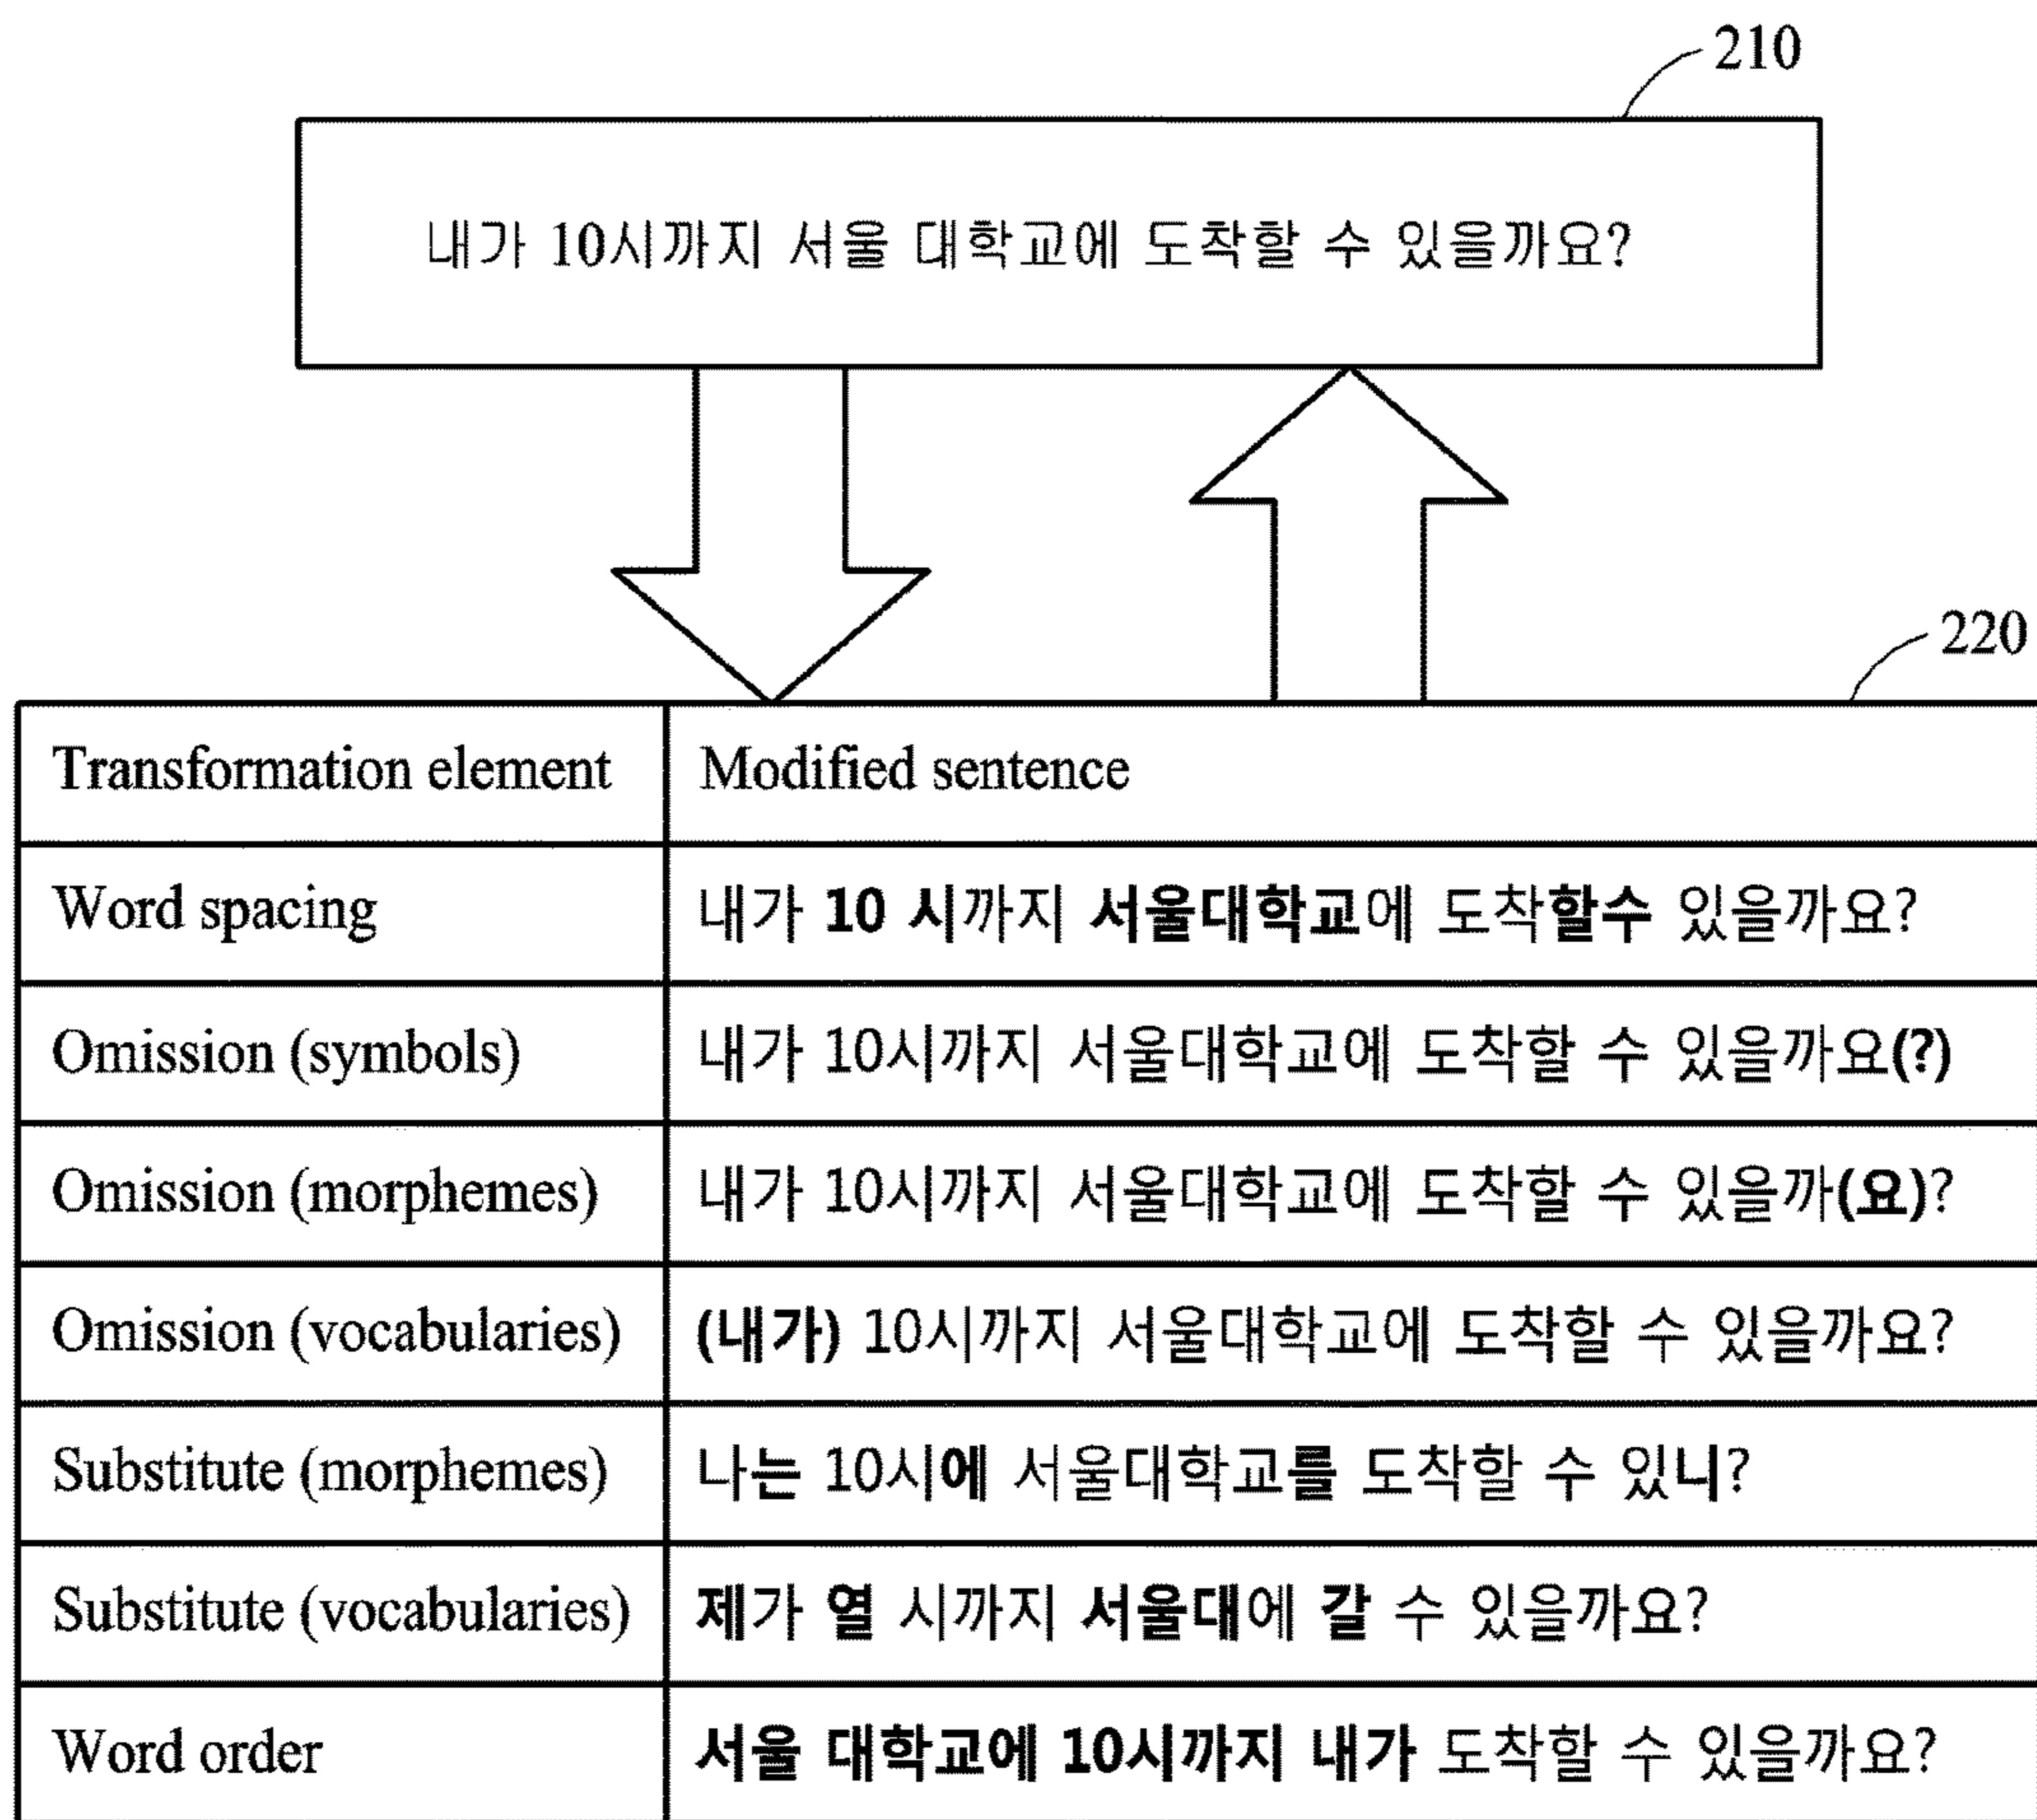 210
내가 10시까지 서울 대학교에 도착할 수 있을까요?
220
Transformation element Modified sentence
Word spacing 내가 10 시까지 서울대학교에 도착할수 있을까요?
Omission (symbols) 내가 10시까지 서울대학교에 도착할 수 있을까요(?)
Omission (morphemes) 내가 10시까지 서울대학교에 도착할 수 있을까(요)?
Omission (vocabularies) (내가) 10시까지 서울대학교에 도착할 수 있을까요?
Substitute (morphemes) 나는 10시에 서울대학교를 도착할 수 있니?
Substitute (vocabularies) 제가 열 시까지 서울대에 갈 수 있을까요?
Word order 서울 대학교에 10시까지 내가 도착할 수 있을까요?